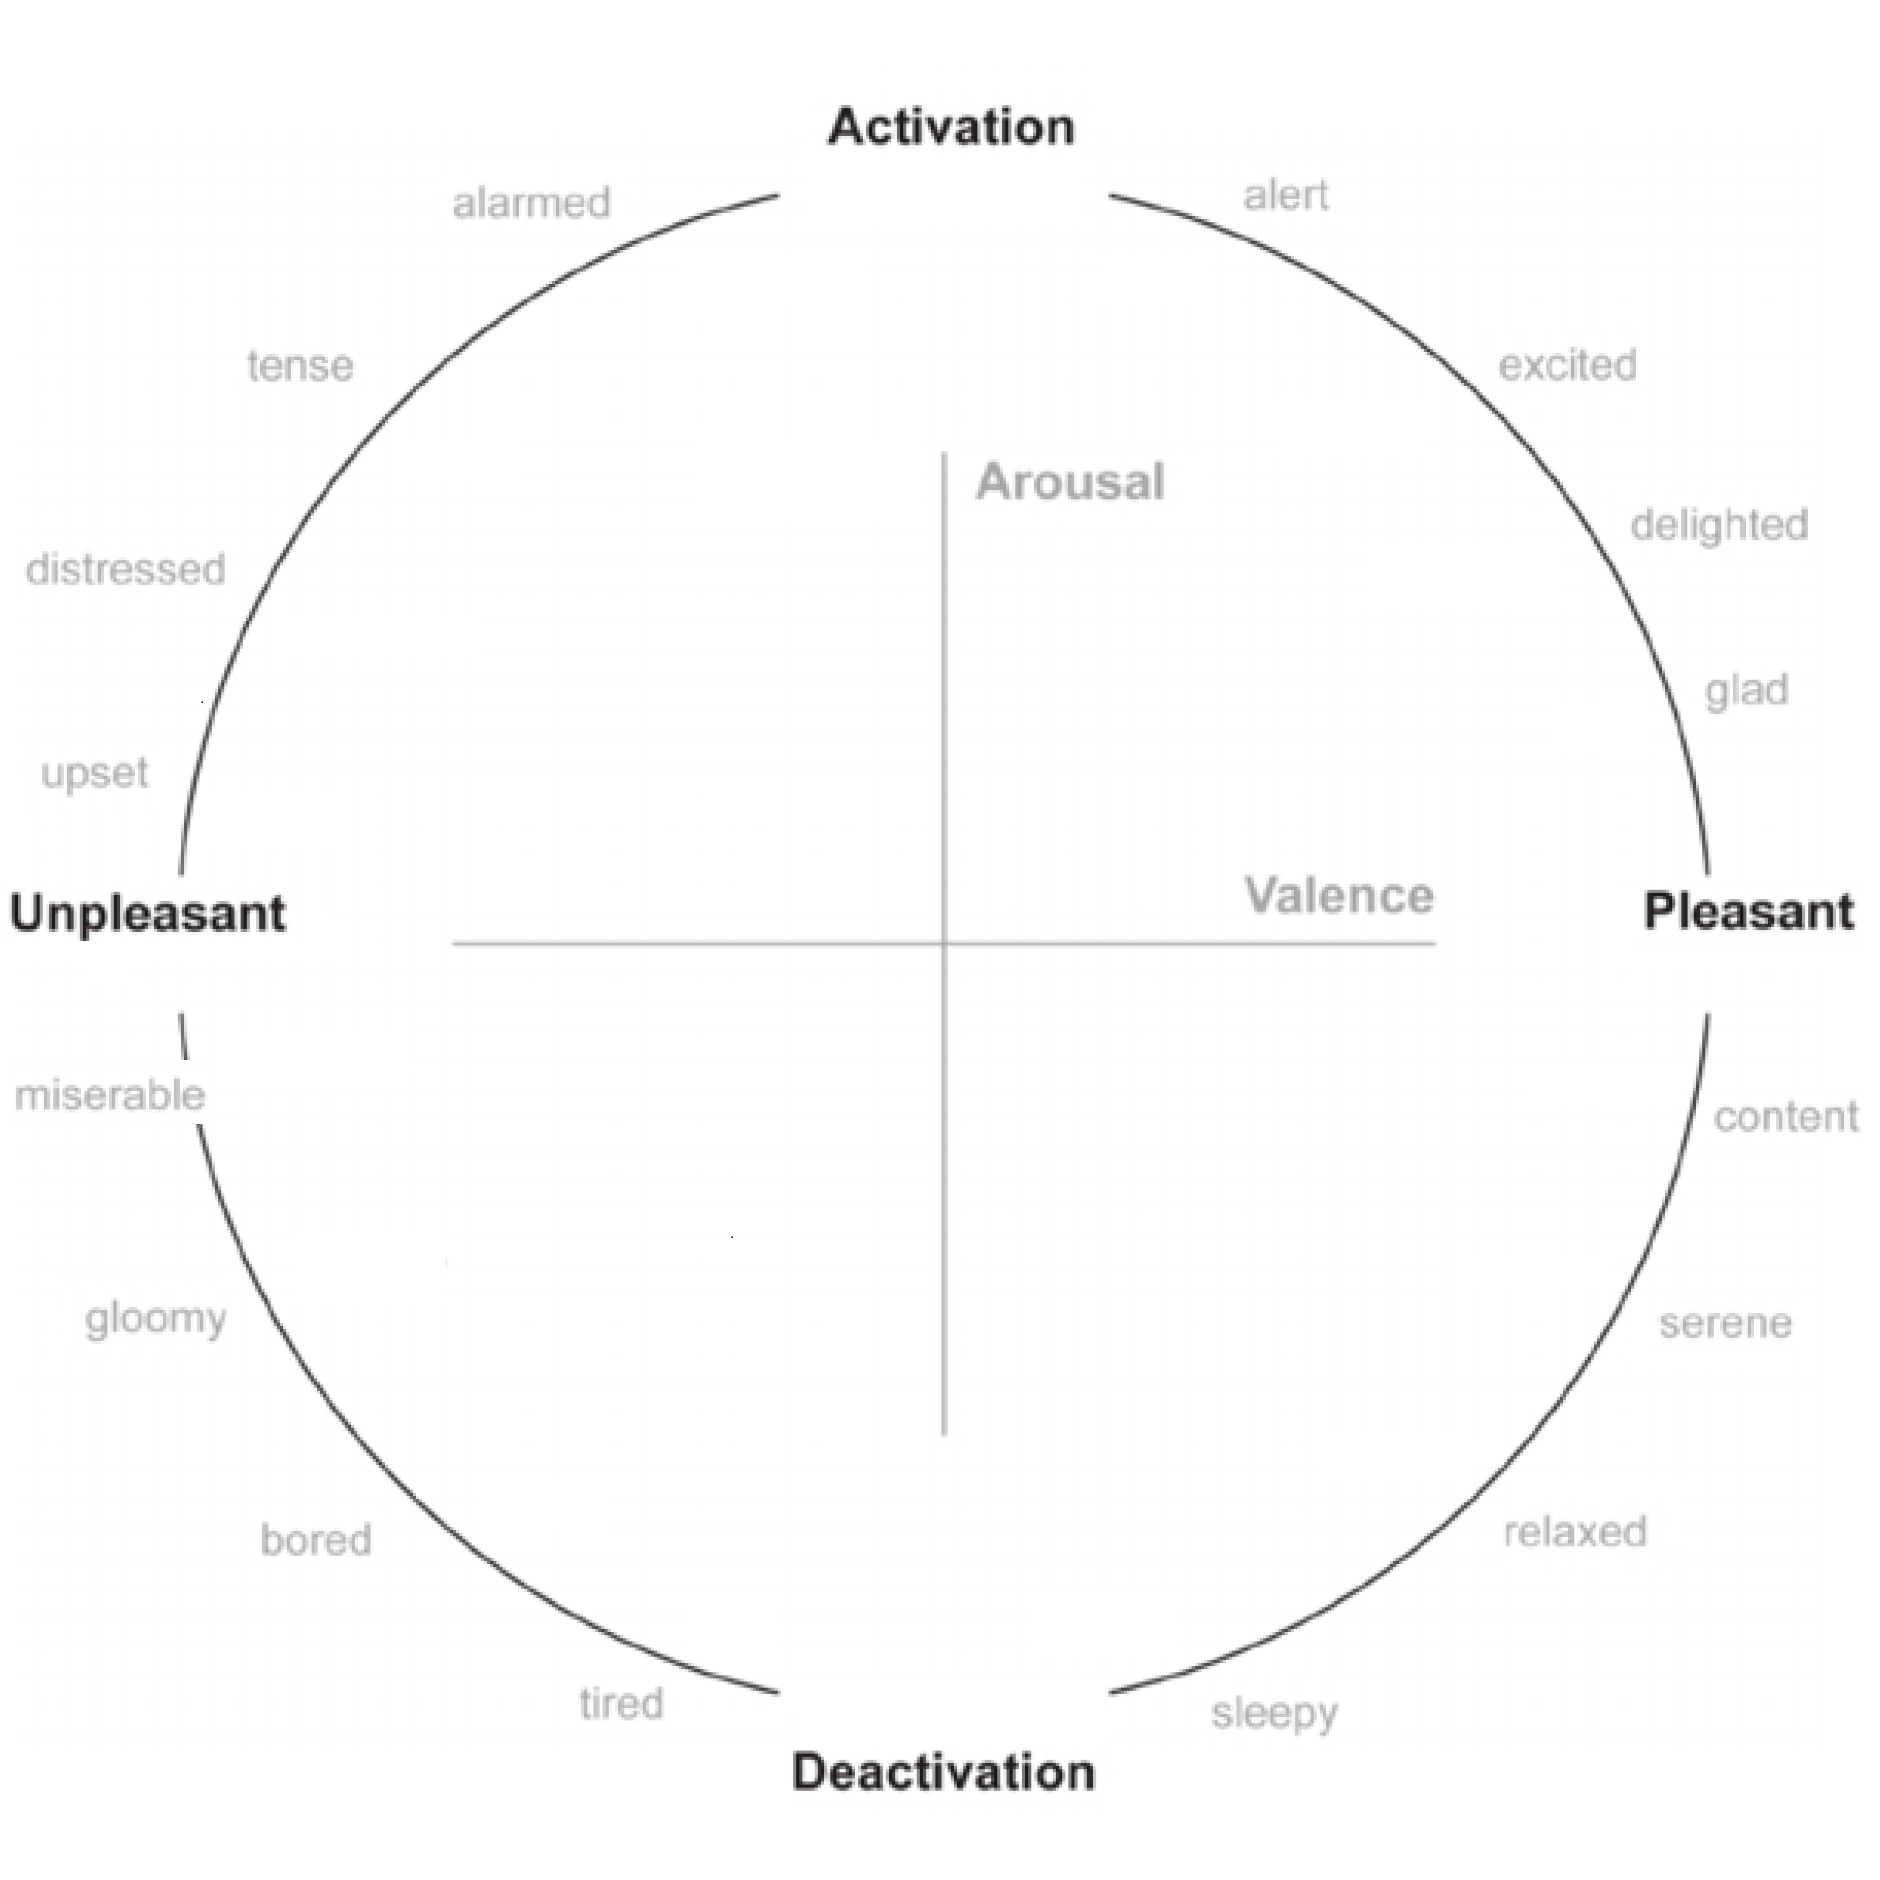 Activation
alarmed
alert
tense
excited
Arousal
delighted
distressed
glad
upset
Valence
Unpleasant
Pleasant
miserable
content
gloomy
serene
bored
relaxed
tired
sleepy
Deactivation